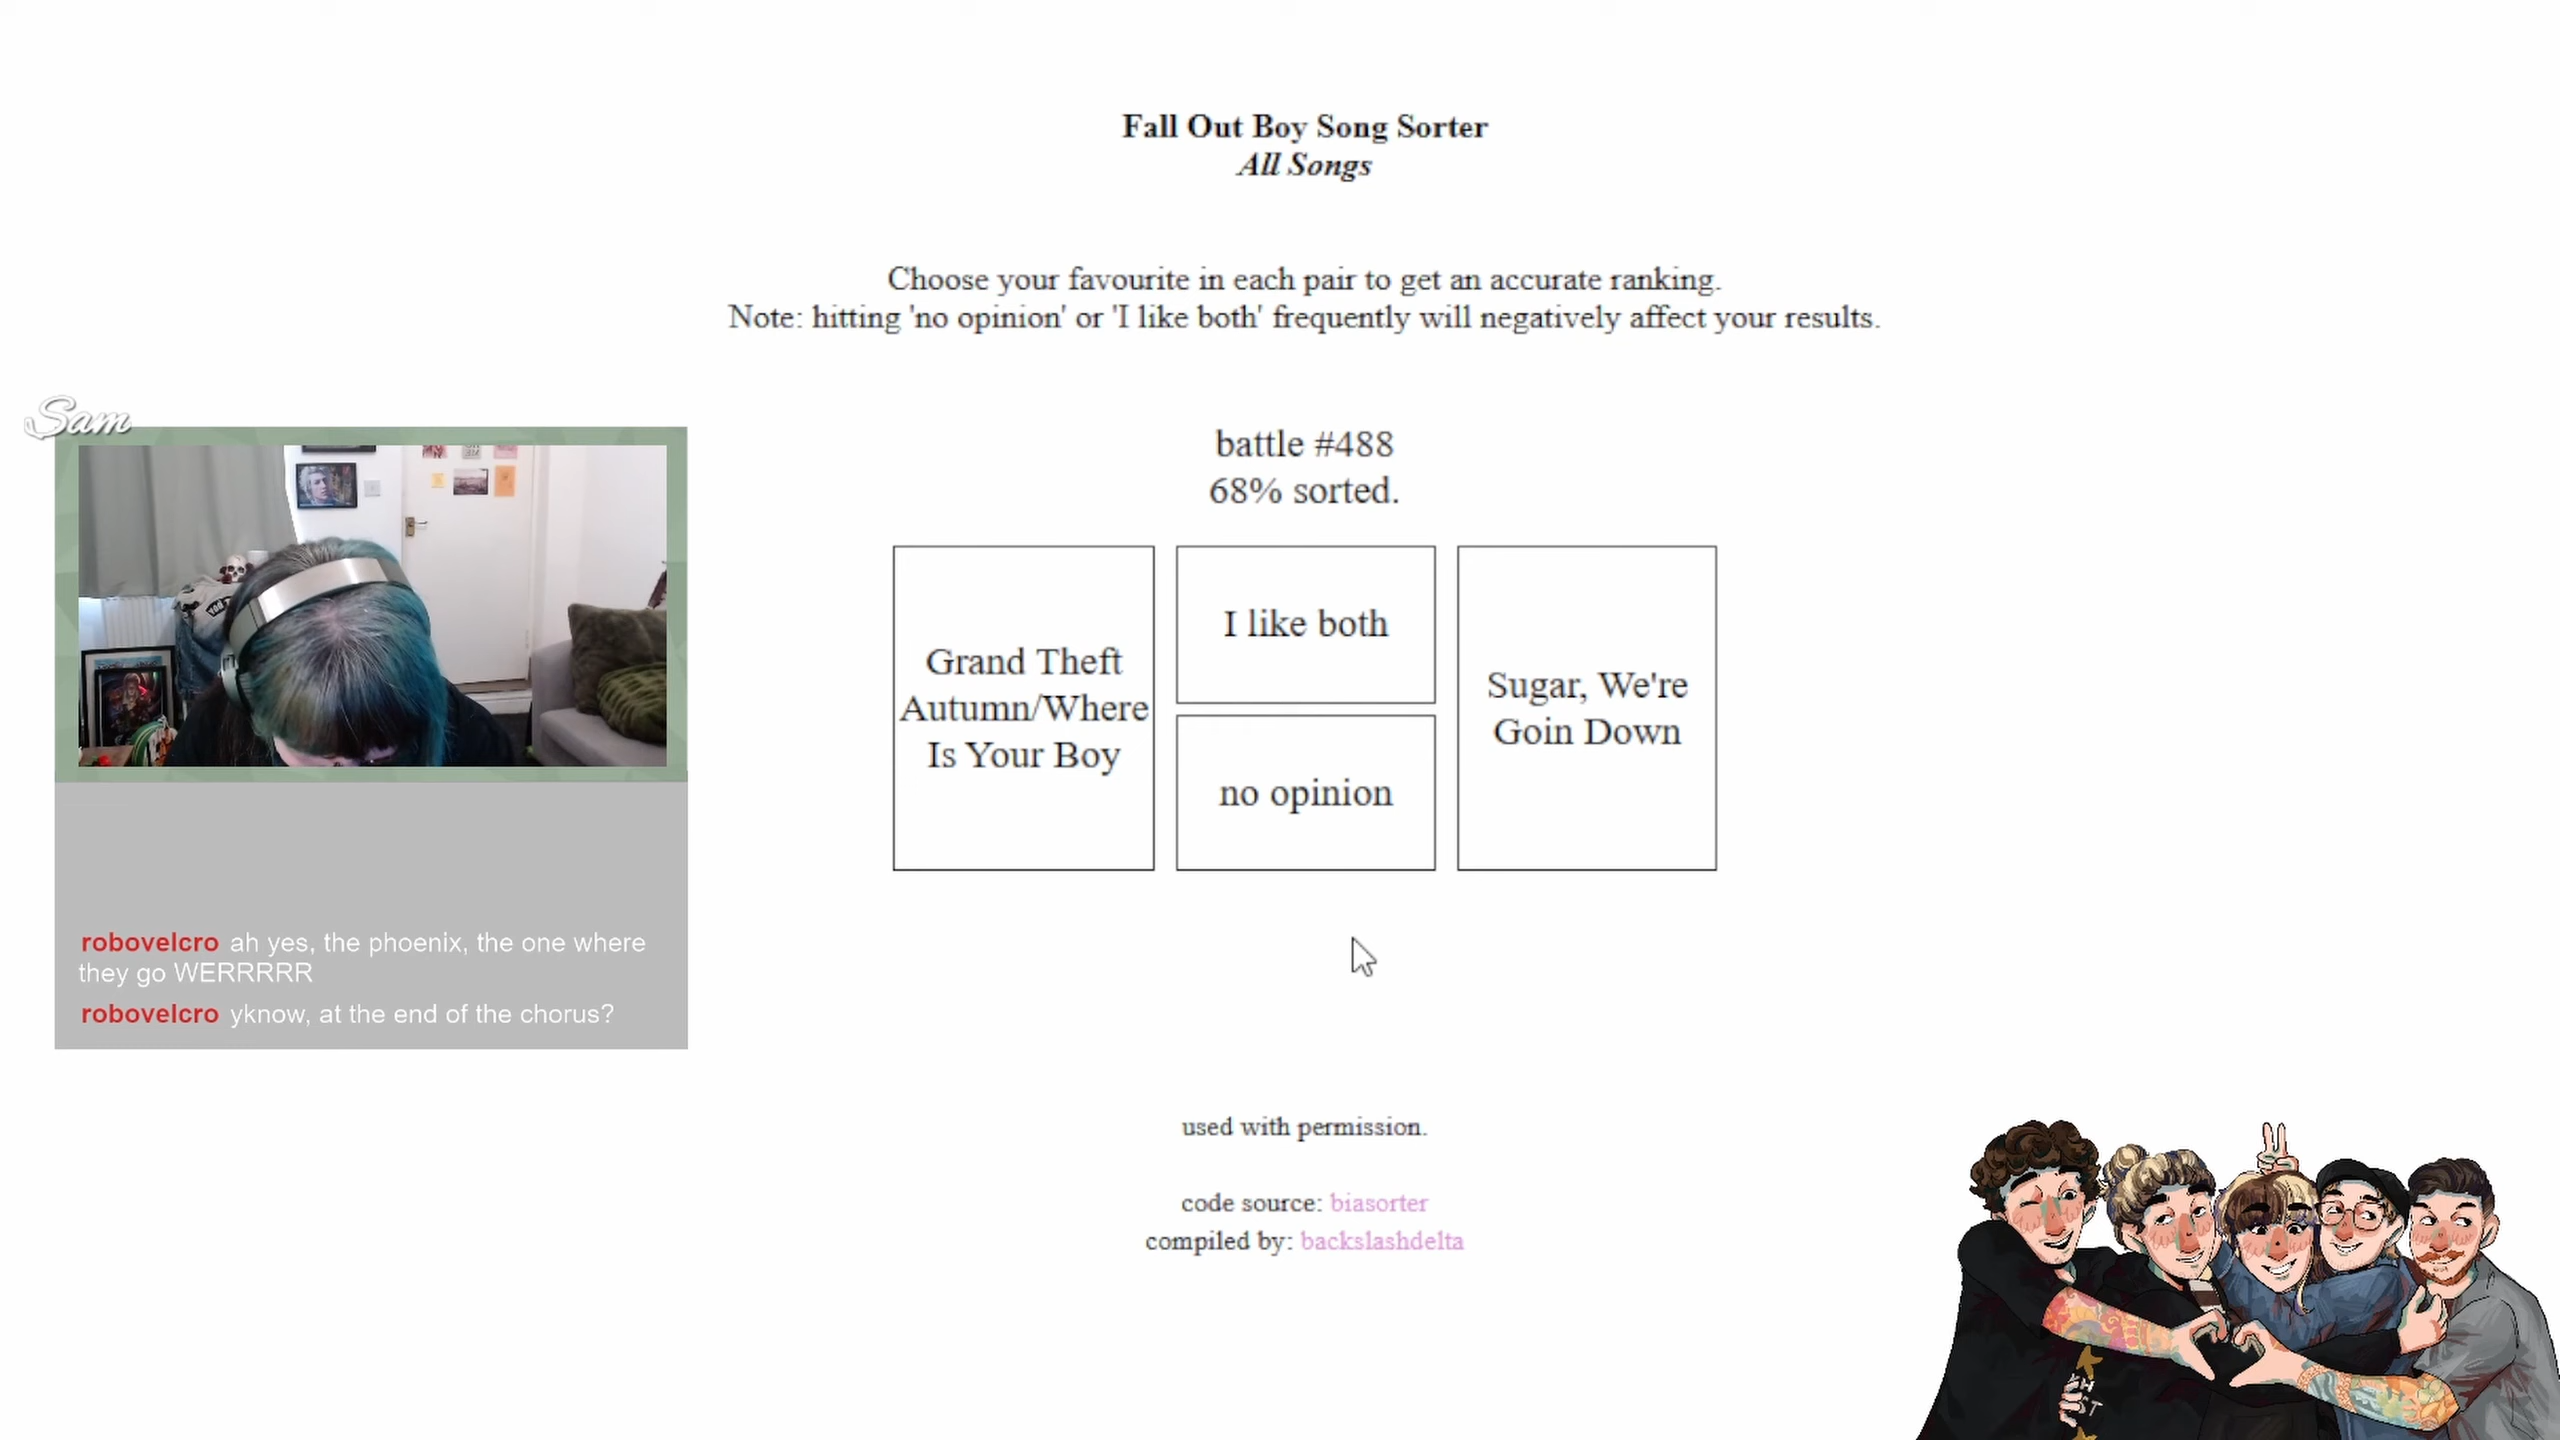 Fall Out Boy Song Sorter
All Songs
Choose your favourite in each pair to get an accurate ranking.
Note: hitting 'no opinion' or 'I like both' frequently will negatively affect your results.
Sam
battle #488
68% sorted.
Grand Theft
Autumn/Where
Is Your Boy
I like both
no opinion
Sugar, We're
Goin Down
robovelcro ah yes, the phoenix, the one where
they go WERRRRR
robovelcro yknow, at the end of the chorus?
used with permission.
code source: biasorter
compiled by: backslashdelta